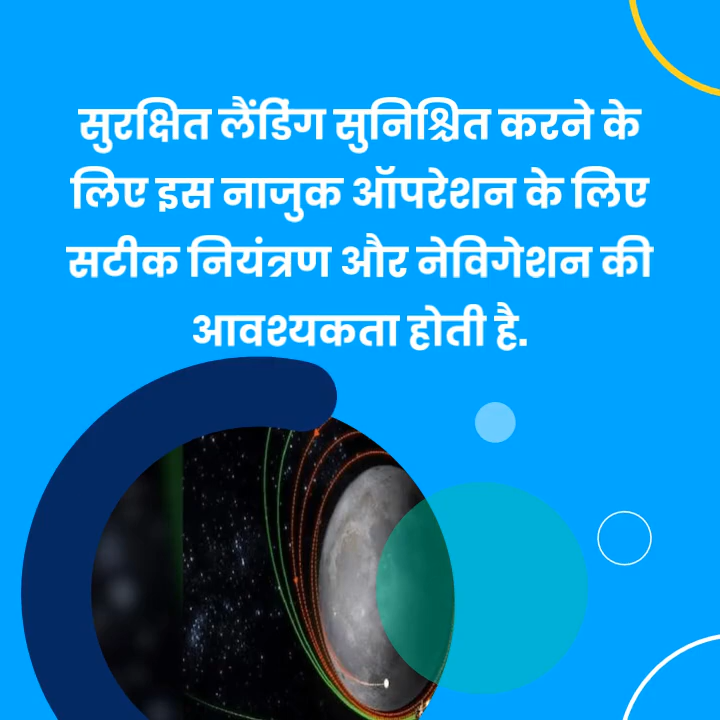 सुरक्षित लैंडिंग सुनिश्चित करने के
लिए इस नाजुक ऑपरेशन के लिए
सटीक नियंत्रण और नेविगेशन की
आवश्यकता होती है.